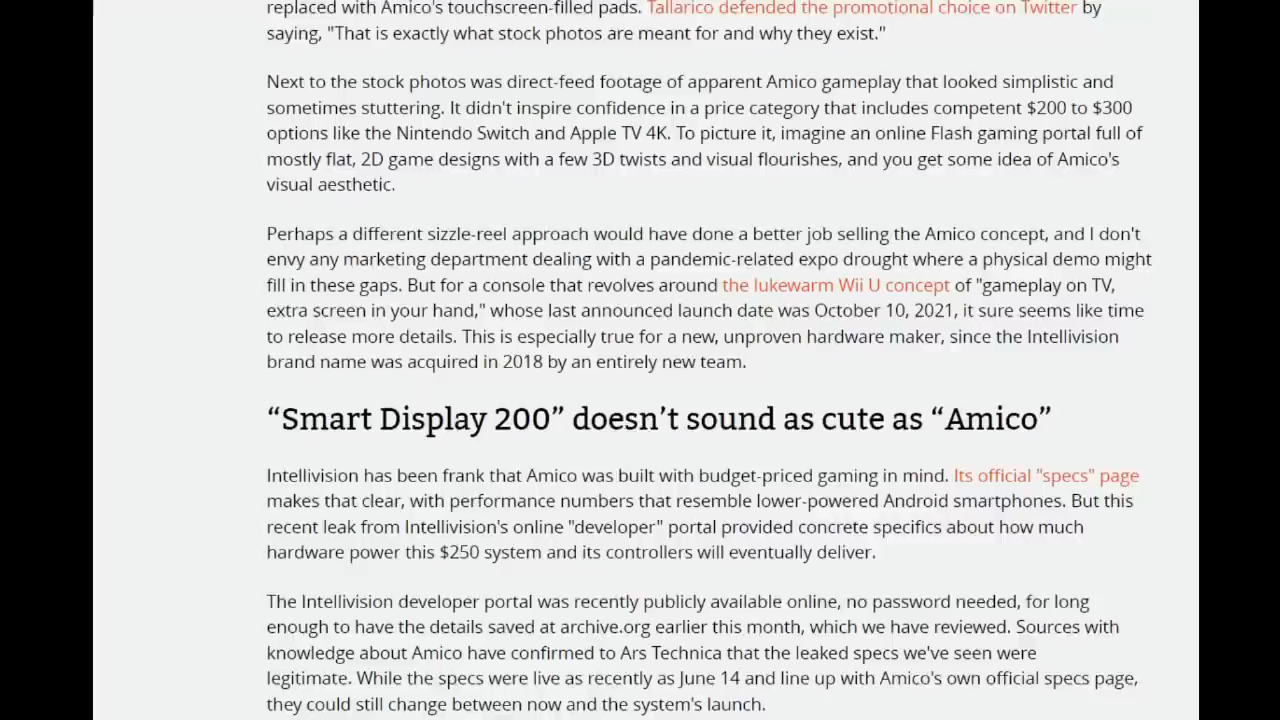 replaced with Amico's touchscreen-filled pads. Tallarico defended the promotional choice on Twitter by
saying, "That is exactly what stock photos are meant for and why they exist."
Next to the stock photos was direct-feed footage of apparent Amico gameplay that looked simplistic and
sometimes stuttering. It didn't inspire confidence in a price category that includes competent $200 to $300
options like the Nintendo Switch and Apple TV 4K. To picture it, imagine an online Flash gaming portal full of
mostly flat, 2D game designs with a few 3D twists and visual flourishes, and you get some idea of Amico's
visual aesthetic.
Perhaps a different sizzle-reel approach would have done a better job selling the Amico concept, and I don't
envy any marketing department dealing with a pandemic-related expo drought where a physical demo might
fill in these gaps. But for a console that revolves around the lukewarm Wii U concept of "gameplay on TV,
extra screen in your hand," whose last announced launch date was October 10, 2021, it sure seems like time
to release more details. This is especially true for a new, unproven hardware maker, since the Intellivision
brand name was acquired in 2018 by an entirely new team.
“Smart Display 200” doesn’t sound as cute as “Amico”
Intellivision has been frank that Amico was built with budget-priced gaming in mind. Its official "specs" page
makes that clear, with performance numbers that resemble lower-powered Android smartphones. But this
recent leak from Intellivision's online "developer" portal provided concrete specifics about how much
hardware power this $250 system and its controllers will eventually deliver.
The Intellivision developer portal was recently publicly available online, no password needed, for long
enough to have the details saved at archive.org earlier this month, which we have reviewed. Sources with
knowledge about Amico have confirmed to Ars Technica that the leaked specs we've seen were
legitimate. While the specs were live as recently as June 14 and line up with Amico's own official specs page,
they could still change between now and the system's launch.